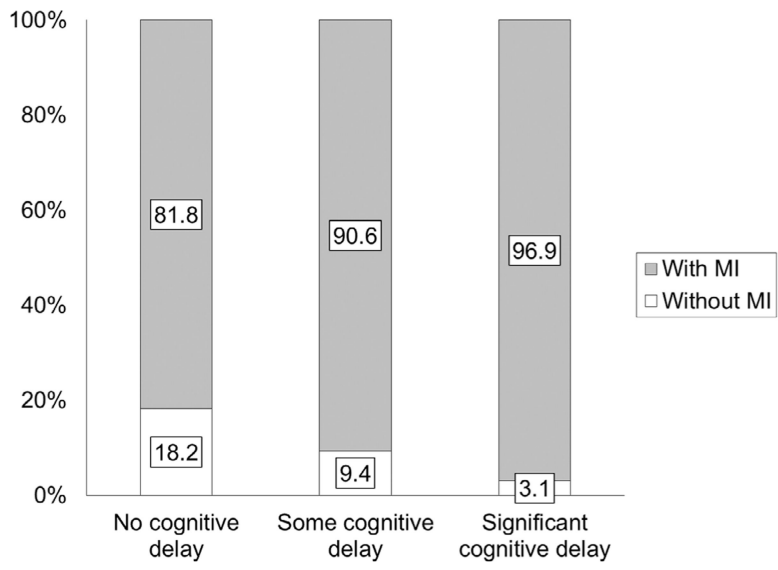 100%
80%
60%
40%
20%
0%
81.8
18.2
90.6
9.4
96.9
3.1
No cognitive
delay
Some cognitive
delay
Significant
cognitive delay
With MI
Without MI